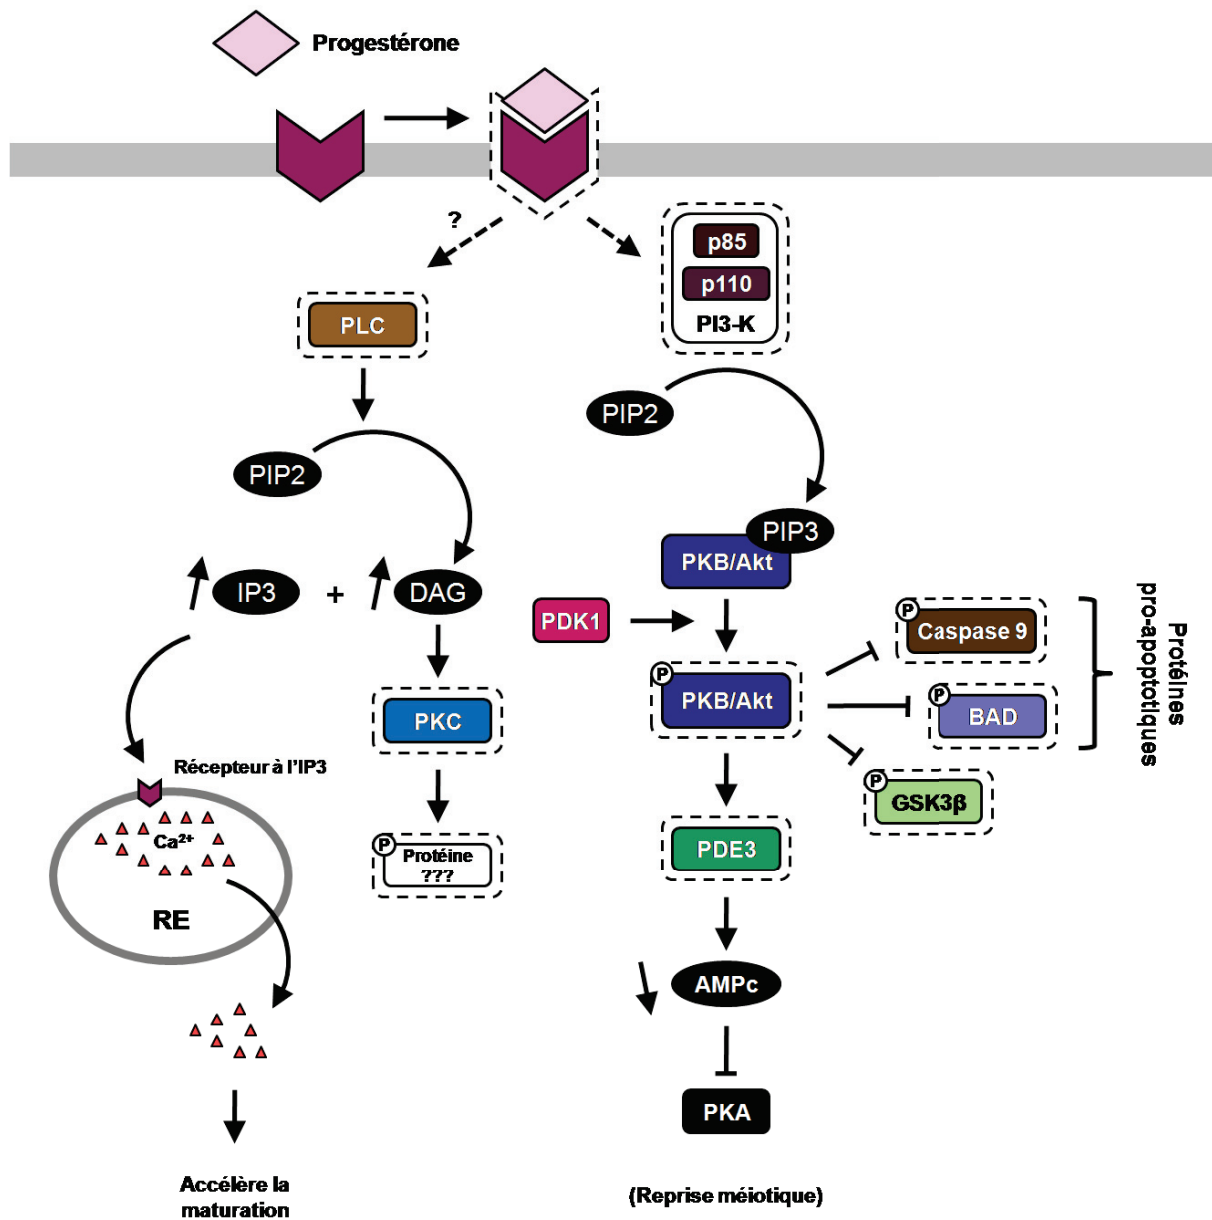 Progestérone
?
p85
p110
PI3-K
PLC
PIP2
PIP2
PIP3
PKB/Akt
IP3
+
DAG
PDK1
P
Caspase 9
P
PKB/Akt
P
BAD
Protéines
pro-apoptotiques
PKC
P
GSK3β
Récepteur à l'IP3
Ca²⁺
RE
P
Protéine
???
PDE3
AMPc
PKA
Accélère la
maturation
(Reprise méiotique)